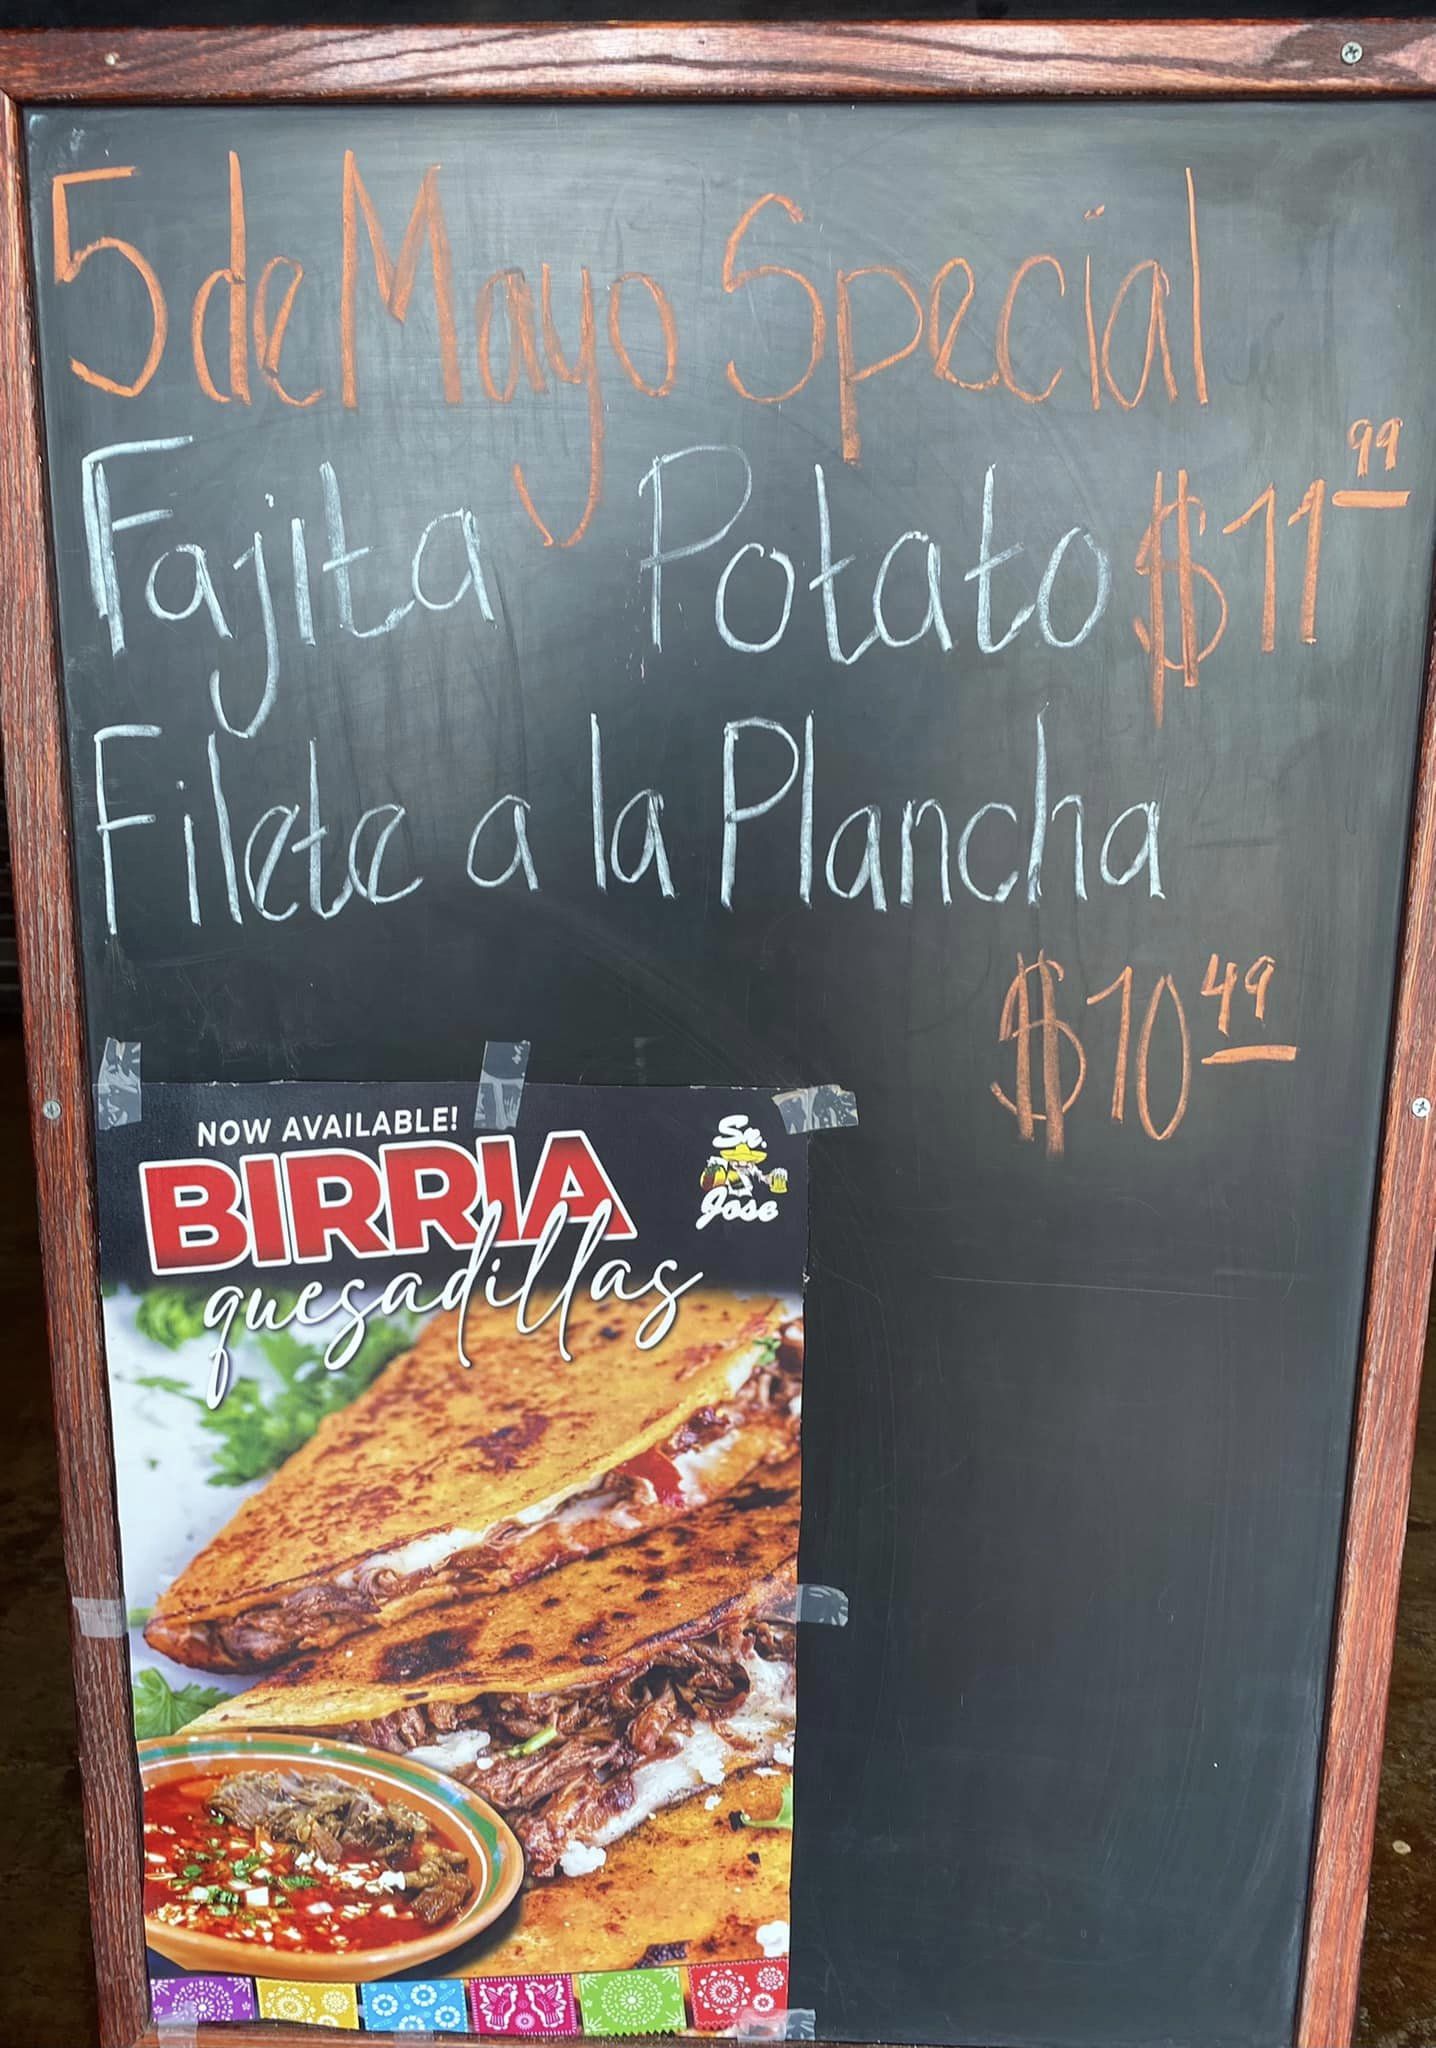 5 de Mayo Special
Fajita Potato $11.99
Filete a la Plancha
$10.49
NOW AVAILABLE!
BIRRIA
quesadillas
Sr.
Jose